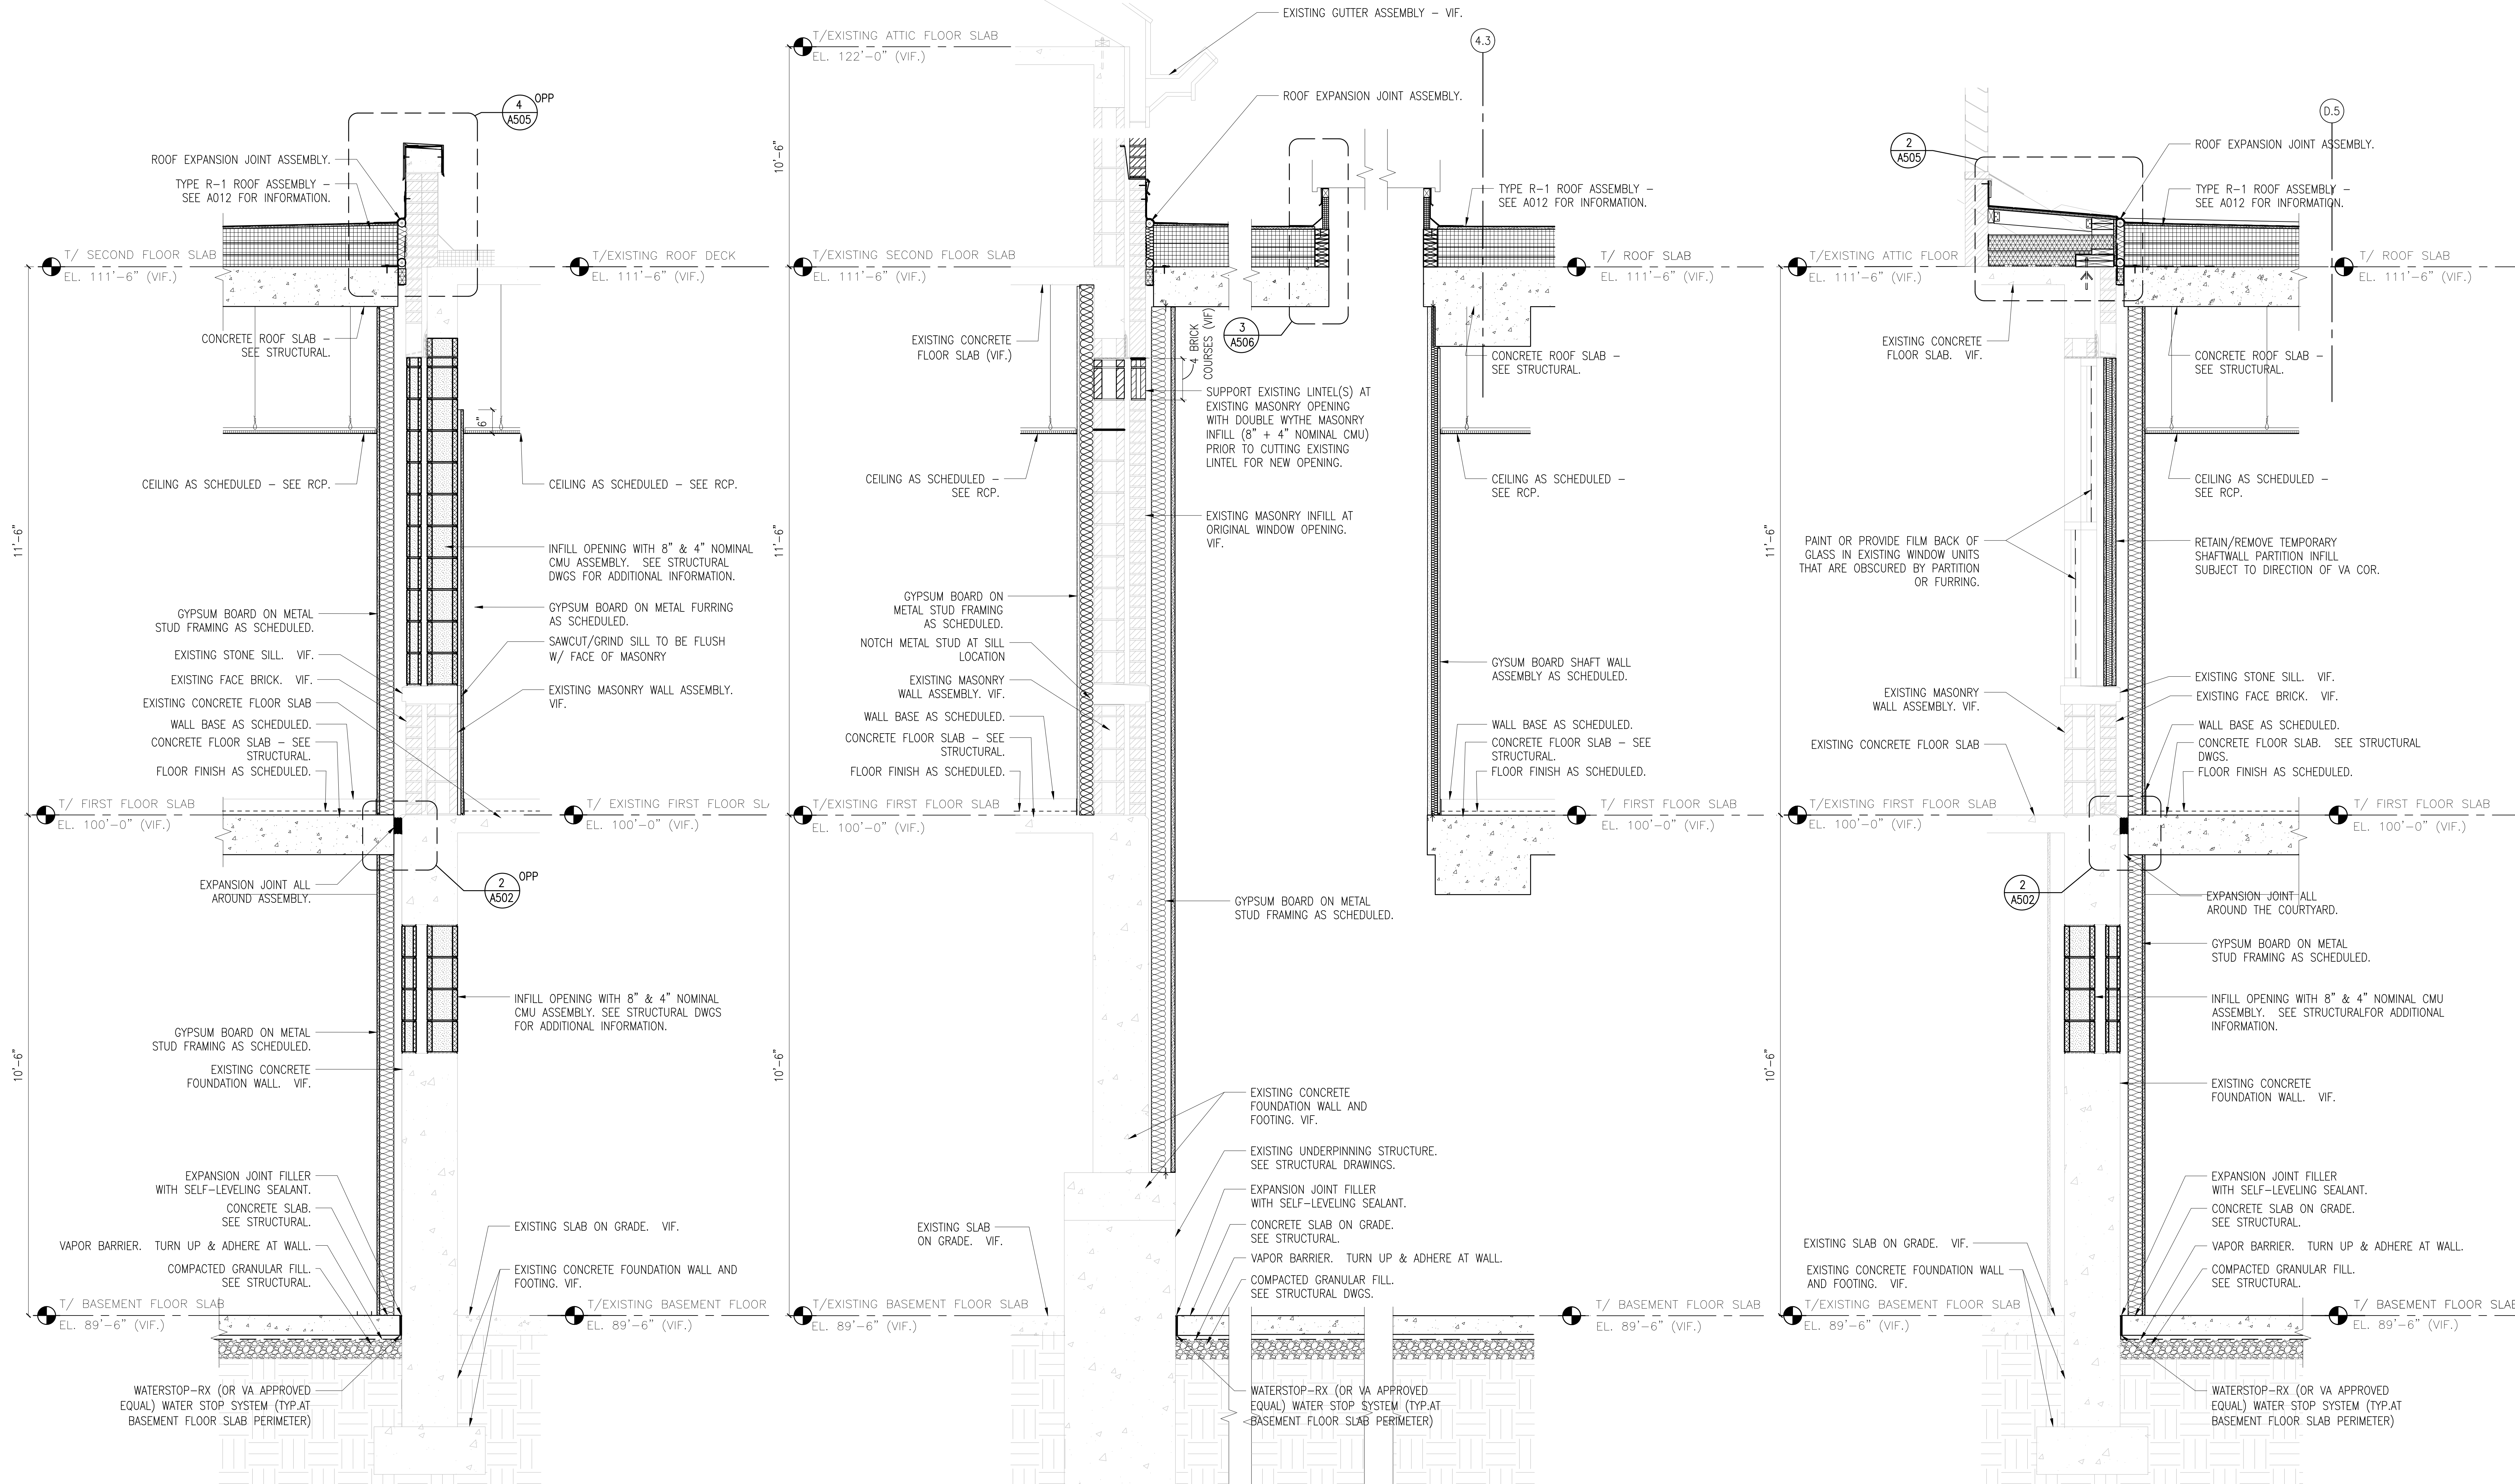 4
A505
OPP
ROOF EXPANSION JOINT ASSEMBLY.
TYPE R-1 ROOF ASSEMBLY –
SEE A012 FOR INFORMATION.
T/ SECOND FLOOR SLAB
EL. 111'-6" (VIF.)
T/EXISTING ROOF DECK
EL. 111'-6" (VIF.)
CONCRETE ROOF SLAB –
SEE STRUCTURAL.
6"
CEILING AS SCHEDULED – SEE RCP.
CEILING AS SCHEDULED – SEE RCP.
11'-6"
INFILL OPENING WITH 8" & 4" NOMINAL
CMU ASSEMBLY. SEE STRUCTURAL
DWGS FOR ADDITIONAL INFORMATION.
GYPSUM BOARD ON METAL
STUD FRAMING AS SCHEDULED.
GYPSUM BOARD ON METAL FURRING
AS SCHEDULED.
SAWCUT/GRIND SILL TO BE FLUSH
W/ FACE OF MASONRY
EXISTING STONE SILL. VIF.
EXISTING FACE BRICK. VIF.
EXISTING MASONRY WALL ASSEMBLY.
VIF.
EXISTING CONCRETE FLOOR SLAB
WALL BASE AS SCHEDULED.
CONCRETE FLOOR SLAB – SEE
STRUCTURAL.
FLOOR FINISH AS SCHEDULED.
T/ FIRST FLOOR SLAB
EL. 100'-0" (VIF.)
T/ EXISTING FIRST FLOOR SLA
EL. 100'-0" (VIF.)
EXPANSION JOINT ALL
AROUND ASSEMBLY.
2
A502
OPP
INFILL OPENING WITH 8" & 4" NOMINAL
CMU ASSEMBLY. SEE STRUCTURAL DWGS
FOR ADDITIONAL INFORMATION.
GYPSUM BOARD ON METAL
STUD FRAMING AS SCHEDULED.
10'-6"
EXISTING CONCRETE
FOUNDATION WALL. VIF.
EXPANSION JOINT FILLER
WITH SELF-LEVELING SEALANT.
CONCRETE SLAB.
SEE STRUCTURAL.
VAPOR BARRIER. TURN UP & ADHERE AT WALL.
COMPACTED GRANULAR FILL.
SEE STRUCTURAL.
EXISTING SLAB ON GRADE. VIF.
EXISTING CONCRETE FOUNDATION WALL AND
FOOTING. VIF.
T/ BASEMENT FLOOR SLAB
EL. 89'-6" (VIF.)
T/EXISTING BASEMENT FLOOR
EL. 89'-6" (VIF.)
WATERSTOP-RX (OR VA APPROVED
EQUAL) WATER STOP SYSTEM (TYP.AT
BASEMENT FLOOR SLAB PERIMETER)
EXISTING GUTTER ASSEMBLY – VIF.
T/EXISTING ATTIC FLOOR SLAB
EL. 122'-0" (VIF.)
4.3
ROOF EXPANSION JOINT ASSEMBLY.
10'-6"
TYPE R-1 ROOF ASSEMBLY –
SEE A012 FOR INFORMATION.
T/EXISTING SECOND FLOOR SLAB
EL. 111'-6" (VIF.)
T/ ROOF SLAB
EL. 111'-6" (VIF.)
EXISTING CONCRETE
FLOOR SLAB (VIF.)
4 BRICK
COURSES (VIF)
3
A506
CONCRETE ROOF SLAB –
SEE STRUCTURAL.
SUPPORT EXISTING LINTEL(S) AT
EXISTING MASONRY OPENING
WITH DOUBLE WYTHE MASONRY
INFILL (8" + 4" NOMINAL CMU)
PRIOR TO CUTTING EXISTING
LINTEL FOR NEW OPENING.
CEILING AS SCHEDULED –
SEE RCP.
CEILING AS SCHEDULED –
SEE RCP.
EXISTING MASONRY INFILL AT
ORIGINAL WINDOW OPENING.
VIF.
11'-6"
GYPSUM BOARD ON
METAL STUD FRAMING
AS SCHEDULED.
NOTCH METAL STUD AT SILL
LOCATION
EXISTING MASONRY
WALL ASSEMBLY. VIF.
WALL BASE AS SCHEDULED.
CONCRETE FLOOR SLAB – SEE
STRUCTURAL.
FLOOR FINISH AS SCHEDULED.
GYSUM BOARD SHAFT WALL
ASSEMBLY AS SCHEDULED.
WALL BASE AS SCHEDULED.
CONCRETE FLOOR SLAB – SEE
STRUCTURAL.
FLOOR FINISH AS SCHEDULED.
T/EXISTING FIRST FLOOR SLAB
EL. 100'-0" (VIF.)
T/ FIRST FLOOR SLAB
EL. 100'-0" (VIF.)
GYPSUM BOARD ON METAL
STUD FRAMING AS SCHEDULED.
10'-6"
EXISTING CONCRETE
FOUNDATION WALL AND
FOOTING. VIF.
EXISTING UNDERPINNING STRUCTURE.
SEE STRUCTURAL DRAWINGS.
EXPANSION JOINT FILLER
WITH SELF-LEVELING SEALANT.
EXISTING SLAB
ON GRADE. VIF.
CONCRETE SLAB ON GRADE.
SEE STRUCTURAL.
VAPOR BARRIER. TURN UP & ADHERE AT WALL.
COMPACTED GRANULAR FILL.
SEE STRUCTURAL DWGS.
T/EXISTING BASEMENT FLOOR SLAB
EL. 89'-6" (VIF.)
T/ BASEMENT FLOOR SLAB
EL. 89'-6" (VIF.)
WATERSTOP-RX (OR VA APPROVED
EQUAL) WATER STOP SYSTEM (TYP.AT
BASEMENT FLOOR SLAB PERIMETER)
D.5
2
A505
ROOF EXPANSION JOINT ASSEMBLY.
TYPE R-1 ROOF ASSEMBLY –
SEE A012 FOR INFORMATION.
T/EXISTING ATTIC FLOOR
EL. 111'-6" (VIF.)
T/ ROOF SLAB
EL. 111'-6" (VIF.)
EXISTING CONCRETE
FLOOR SLAB. VIF.
CONCRETE ROOF SLAB –
SEE STRUCTURAL.
CEILING AS SCHEDULED –
SEE RCP.
11'-6"
PAINT OR PROVIDE FILM BACK OF
GLASS IN EXISTING WINDOW UNITS
THAT ARE OBSCURED BY PARTITION
OR FURRING.
RETAIN/REMOVE TEMPORARY
SHAFTWALL PARTITION INFILL
SUBJECT TO DIRECTION OF VA COR.
EXISTING STONE SILL. VIF.
EXISTING FACE BRICK. VIF.
EXISTING MASONRY
WALL ASSEMBLY. VIF.
WALL BASE AS SCHEDULED.
EXISTING CONCRETE FLOOR SLAB
CONCRETE FLOOR SLAB. SEE STRUCTURAL
DWGS.
FLOOR FINISH AS SCHEDULED.
T/EXISTING FIRST FLOOR SLAB
EL. 100'-0" (VIF.)
T/ FIRST FLOOR SLAB
EL. 100'-0" (VIF.)
2
A502
EXPANSION JOINT ALL
AROUND THE COURTYARD.
GYPSUM BOARD ON METAL
STUD FRAMING AS SCHEDULED.
INFILL OPENING WITH 8" & 4" NOMINAL CMU
ASSEMBLY. SEE STRUCTURALFOR ADDITIONAL
INFORMATION.
10'-6"
EXISTING CONCRETE
FOUNDATION WALL. VIF.
EXPANSION JOINT FILLER
WITH SELF-LEVELING SEALANT.
CONCRETE SLAB ON GRADE.
SEE STRUCTURAL.
EXISTING SLAB ON GRADE. VIF.
VAPOR BARRIER. TURN UP & ADHERE AT WALL.
EXISTING CONCRETE FOUNDATION WALL
AND FOOTING. VIF.
COMPACTED GRANULAR FILL.
SEE STRUCTURAL.
T/EXISTING BASEMENT FLOOR SLAB
EL. 89'-6" (VIF.)
T/ BASEMENT FLOOR SLAB
EL. 89'-6" (VIF.)
WATERSTOP-RX (OR VA APPROVED
EQUAL) WATER STOP SYSTEM (TYP.AT
BASEMENT FLOOR SLAB PERIMETER)